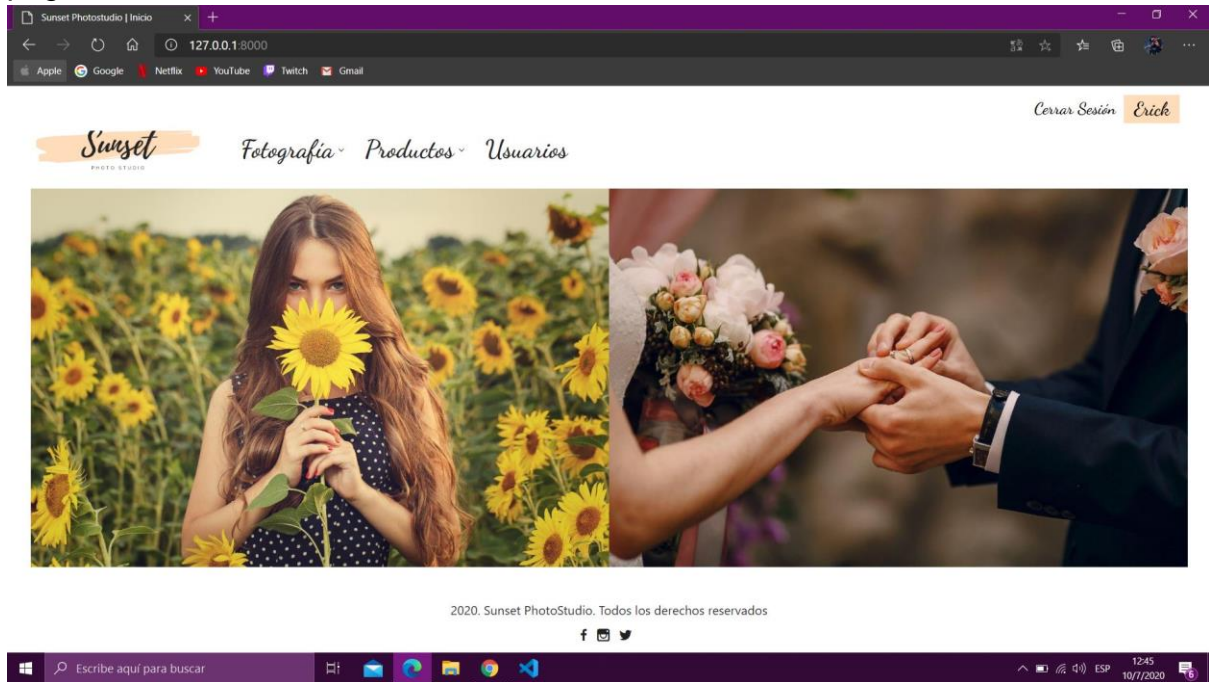 Sunset Photostudio | Inicio
127.0.0.1:8000
Apple Google Netflix YouTube Twitch Gmail
Cerrar Sesión Erick
Sunset
PHOTO STUDIO
Fotografía Productos Usuarios
2020. Sunset PhotoStudio. Todos los derechos reservados
Escribe aquí para buscar
ESP
12:45
10/7/2020
6